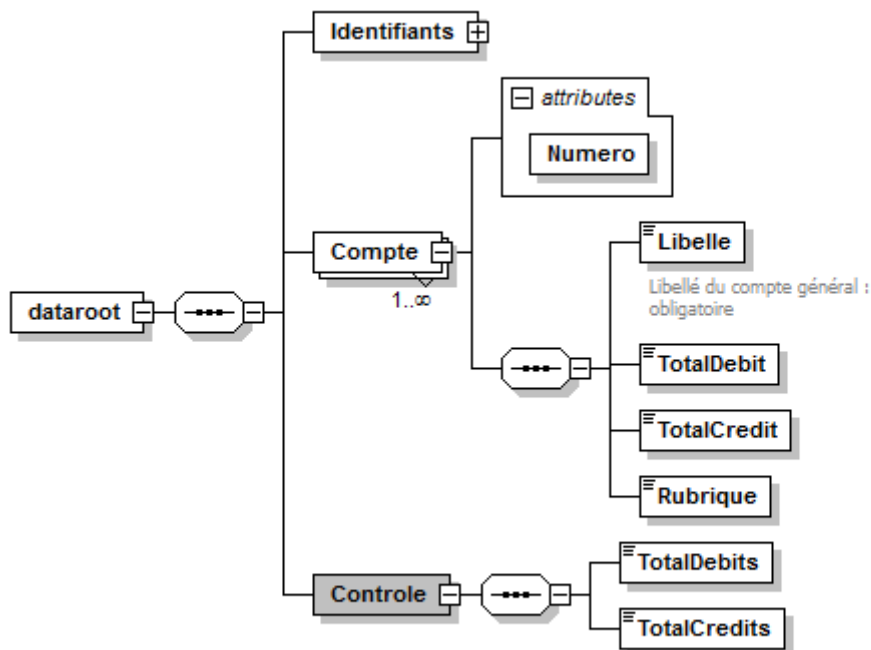 Identifiants
attributes
Numero
Compte
1..∞
Libelle
Libellé du compte général :
obligatoire
dataroot
TotalDebit
TotalCredit
Rubrique
Controle
TotalDebits
TotalCredits